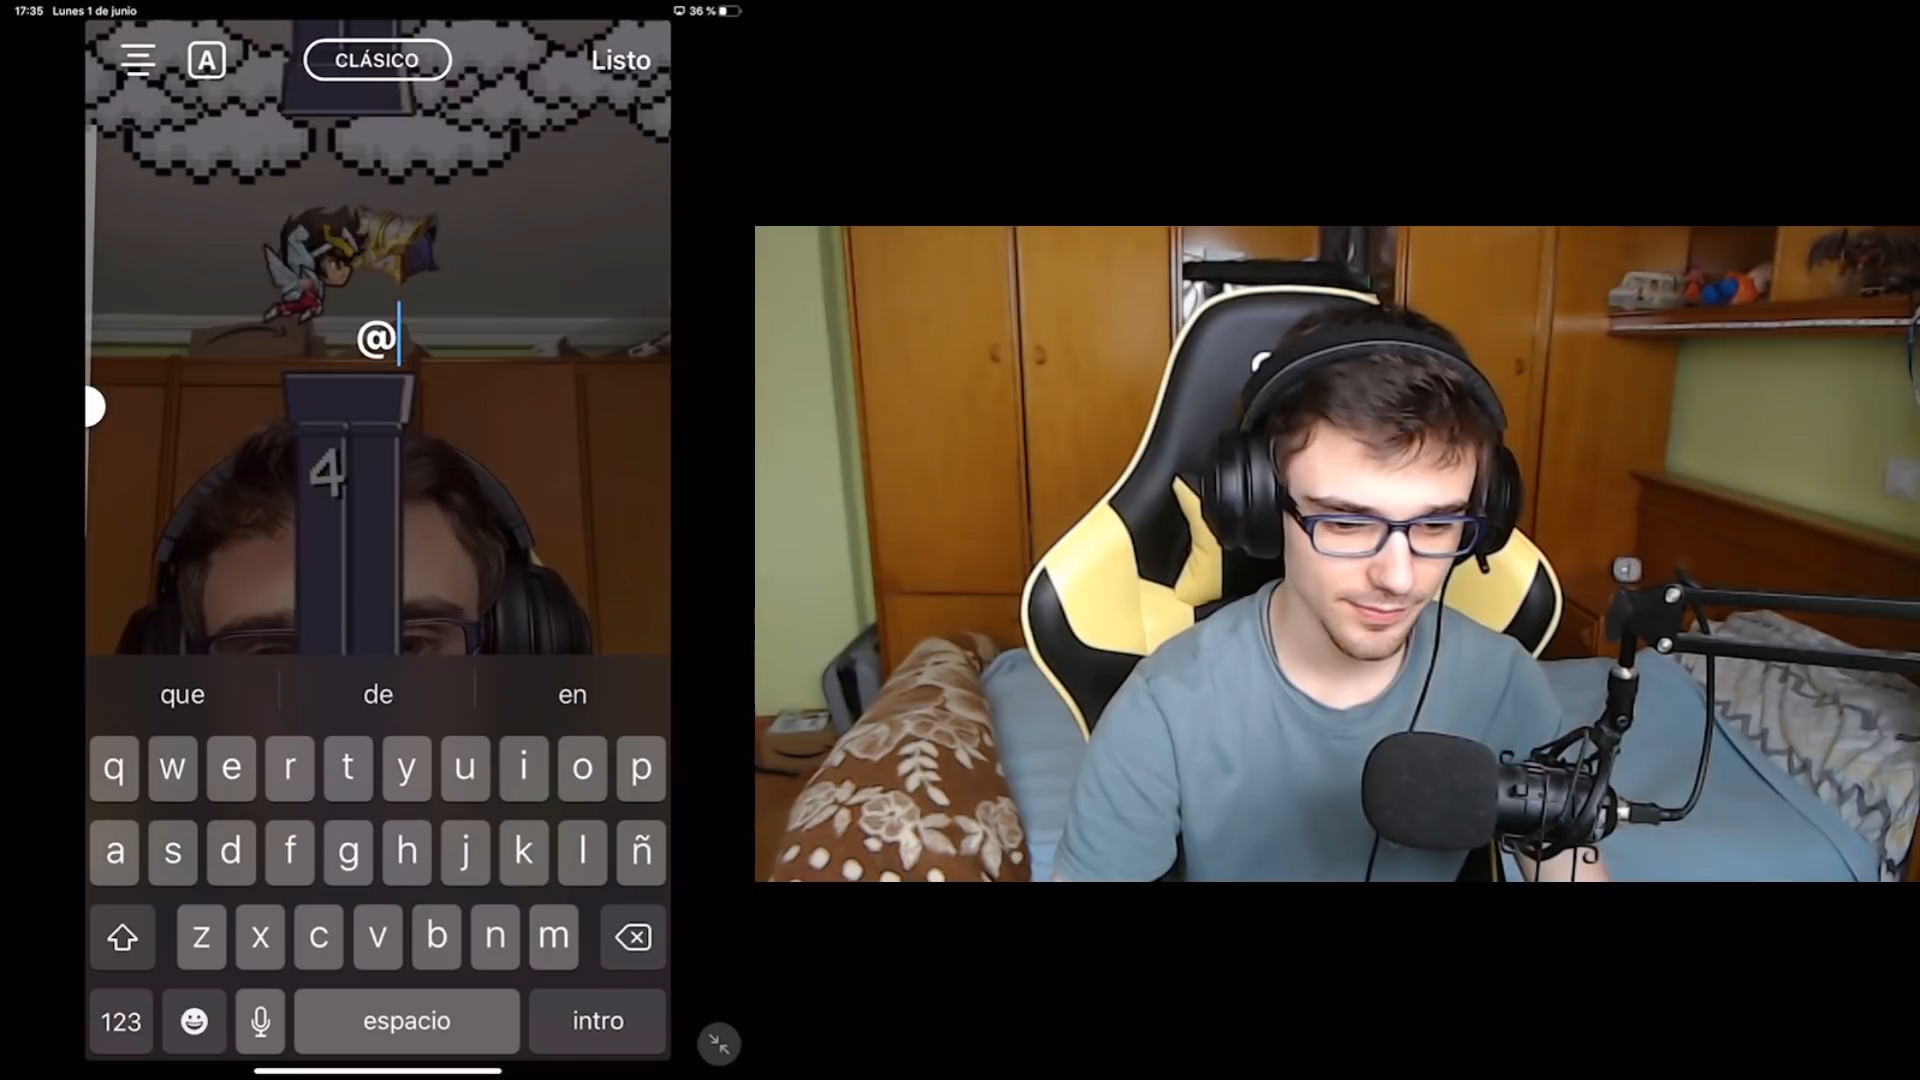 17:35 Lunes 1 de junio
36 %
A CLÁSICO Listo
@
4
que de en
q w e r t y u i o p
a s d f g h j k l ñ
z x c v b n m
123 espacio intro